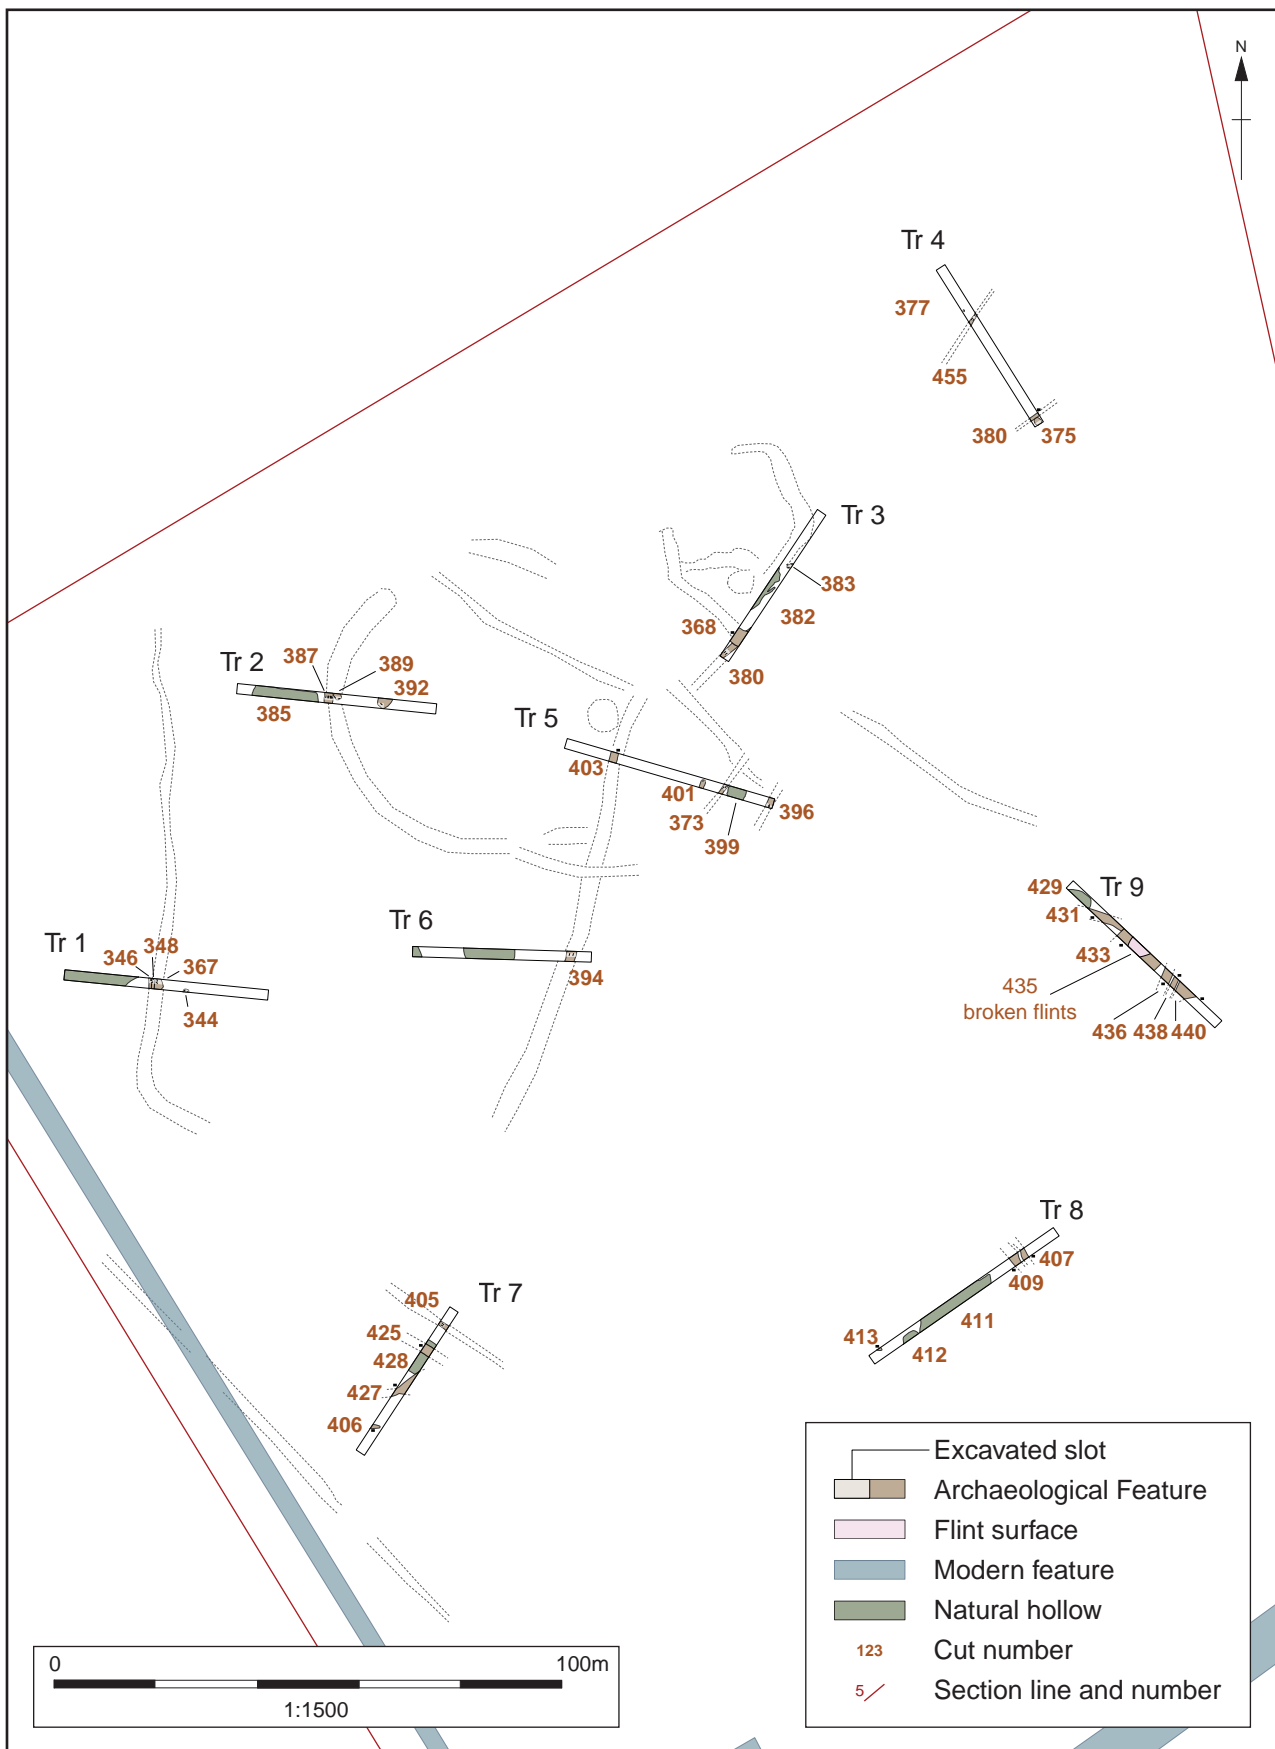 N
Tr 4
377
455
380
375
Tr 3
383
382
368
380
Tr 2
387
389
392
385
Tr 5
403
401
373
399
396
429
Tr 9
431
433
435
broken flints
436
438
440
Tr 6
394
Tr 1
346
348
367
344
Tr 8
407
409
411
413
412
Tr 7
405
425
428
427
406
Excavated slot
Archaeological Feature
Flint surface
Modern feature
Natural hollow
123 Cut number
5 Section line and number
0 100m
1:1500